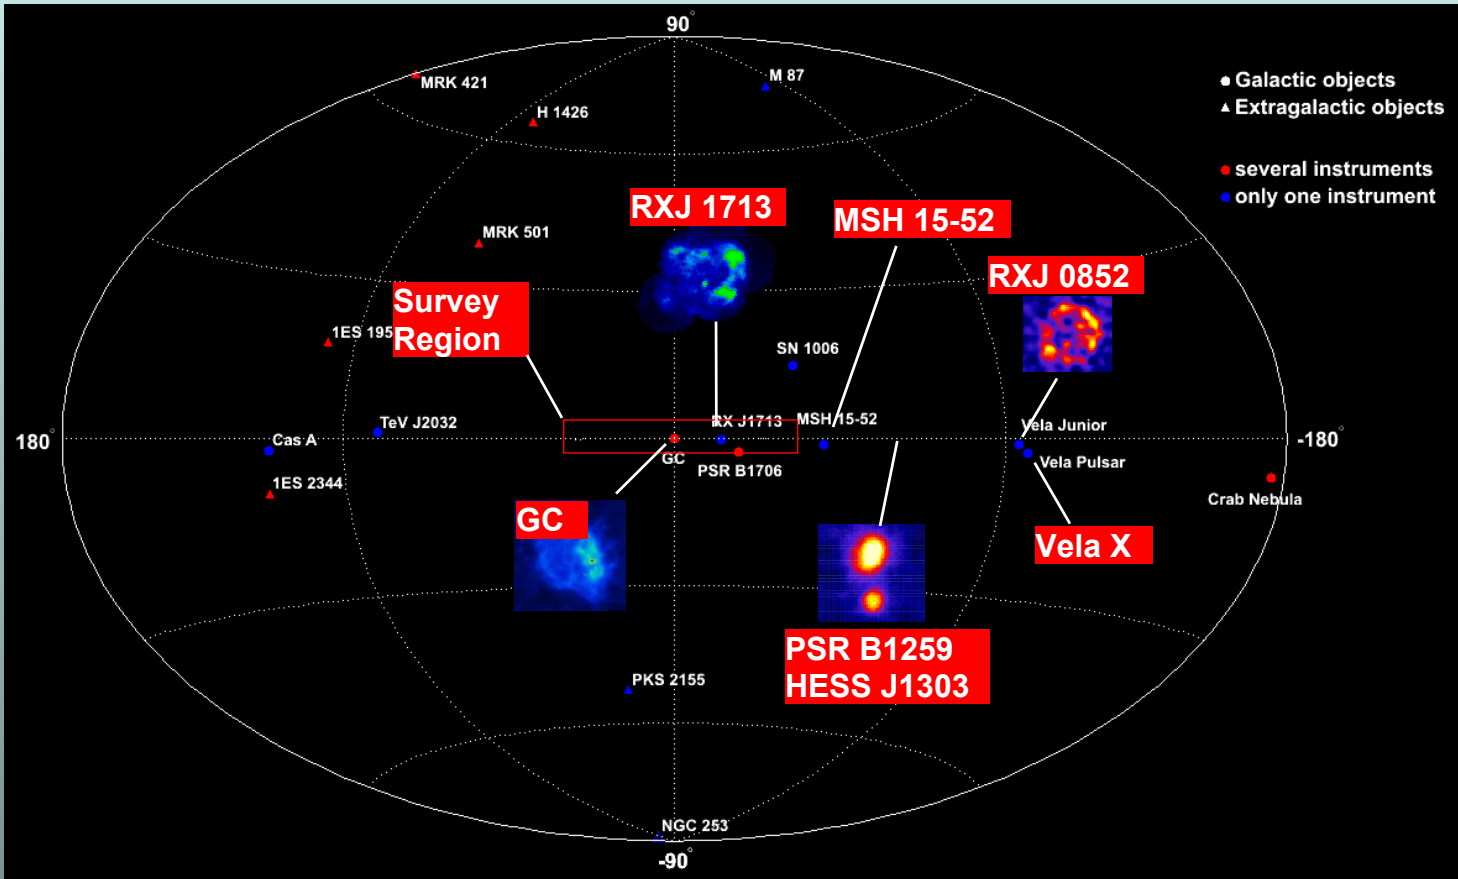 90°
MRK 421
M 87
Galactic objects
Extragalactic objects
H 1426
several instruments
only one instrument
RXJ 1713
MSH 15-52
MRK 501
RXJ 0852
Survey
Region
1ES 195
SN 1006
TeV J2032
RX J1713
MSH 15-52
Vela Junior
180°
Cas A
-180°
GC
PSR B1706
Vela Pulsar
1ES 2344
Crab Nebula
GC
Vela X
PSR B1259
HESS J1303
PKS 2155
NGC 253
-90°